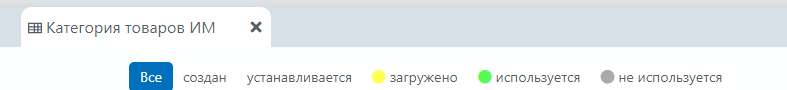 Категория товаров ИМ
Все создан устанавливается загружено используется не используется